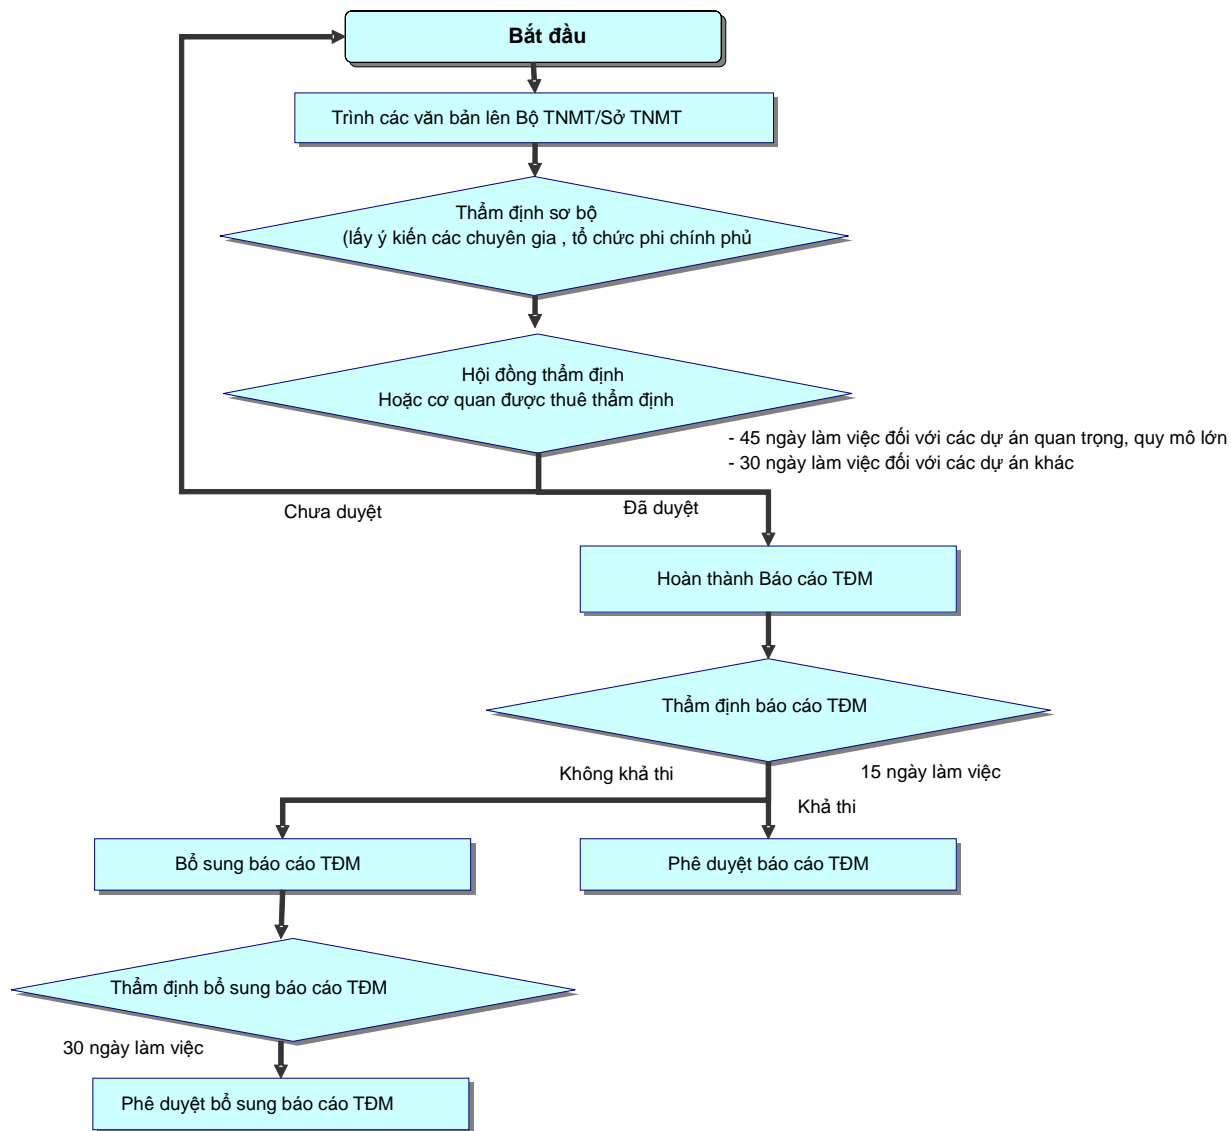 Bắt đầu
Trình các văn bản lên Bộ TNMT/Sở TNMT
Thẩm định sơ bộ
(lấy ý kiến các chuyên gia , tổ chức phi chính phủ
Hội đồng thẩm định
Hoặc cơ quan được thuê thẩm định
- 45 ngày làm việc đối với các dự án quan trọng, quy mô lớn
- 30 ngày làm việc đối với các dự án khác
Chưa duyệt
Đã duyệt
Hoàn thành Báo cáo TĐM
Thẩm định báo cáo TĐM
Không khả thi
15 ngày làm việc
Khả thi
Bổ sung báo cáo TĐM
Phê duyệt báo cáo TĐM
Thẩm định bổ sung báo cáo TĐM
30 ngày làm việc
Phê duyệt bổ sung báo cáo TĐM